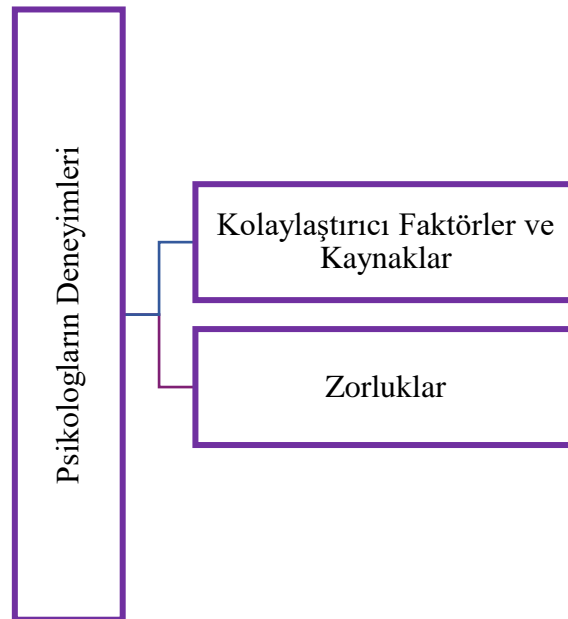 Psikologların Deneyimleri
Kolaylaştırıcı Faktörler ve
Kaynaklar
Zorluklar